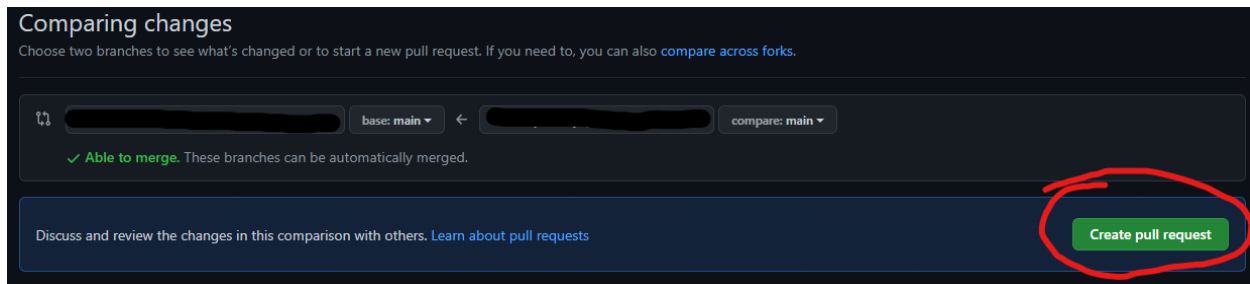 Comparing changes
Choose two branches to see what's changed or to start a new pull request. If you need to, you can also compare across forks.
base: main ← compare: main
Able to merge. These branches can be automatically merged.
Discuss and review the changes in this comparison with others. Learn about pull requests Create pull request